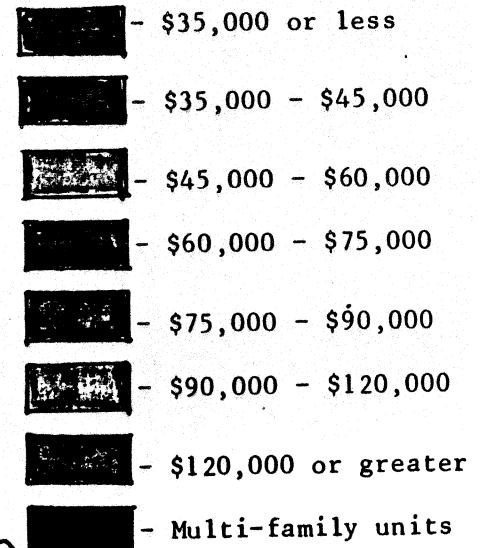 - $35,000 or less
- $35,000 - $45,000
- $45,000 - $60,000
- $60,000 - $75,000
- $75,000 - $90,000
- $90,000 - $120,000
- $120,000 or greater
- Multi-family units